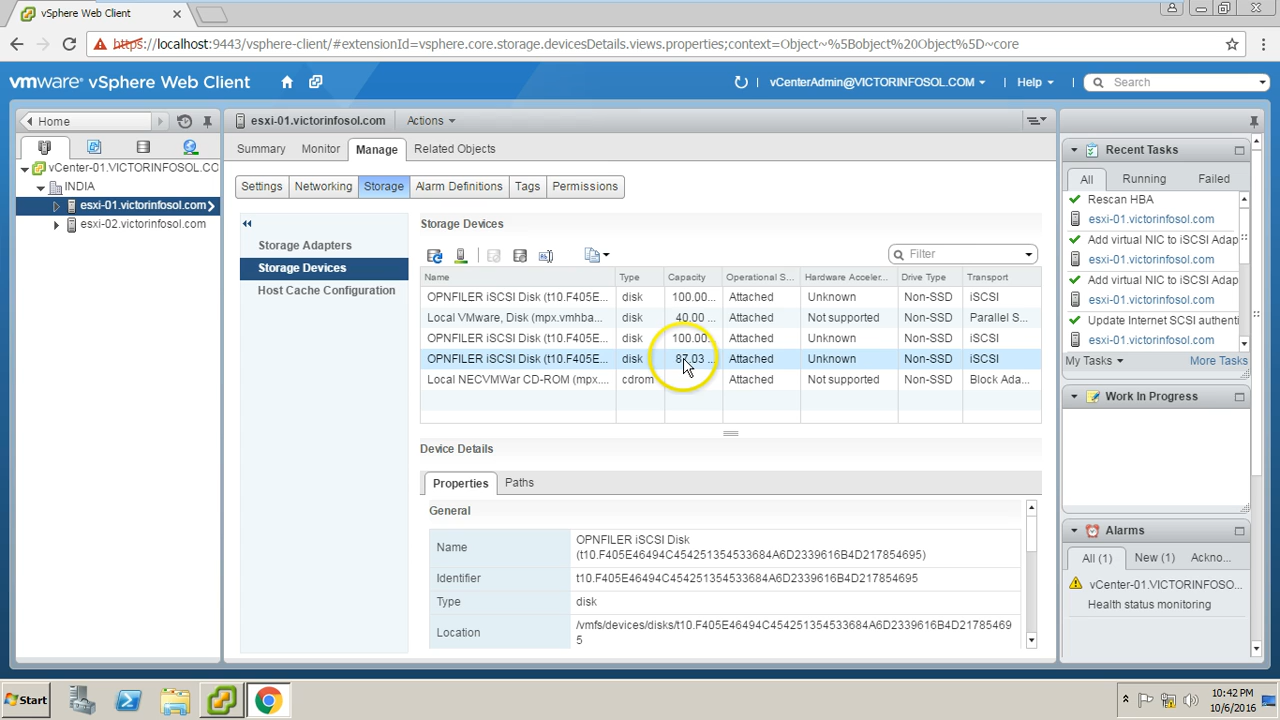 vSphere Web Client
https://localhost:9443/vsphere-client/#extensionId=vsphere.core.storage.devicesDetails.views.properties;context=Object~%5Bobject%20Object%5D~core
vmware® vSphere Web Client
vCenterAdmin@VICTORINFOSOL.COM
Help
Search
Home
vCenter-01.VICTORINFOSOL.CO
INDIA
esxi-01.victorinfosol.com
esxi-02.victorinfosol.com
esxi-01.victorinfosol.com
Actions
Summary Monitor Manage Related Objects
Settings Networking Storage Alarm Definitions Tags Permissions
Storage Adapters
Storage Devices
Host Cache Configuration
Storage Devices
Filter
Name Type Capacity Operational S... Hardware Acceler... Drive Type Transport
OPNFILER iSCSI Disk (t10.F405E... disk 100.00... Attached Unknown Non-SSD iSCSI
Local VMware, Disk (mpx.vmhba... disk 40.00 ... Attached Not supported Non-SSD Parallel S...
OPNFILER iSCSI Disk (t10.F405E... disk 100.00... Attached Unknown Non-SSD iSCSI
OPNFILER iSCSI Disk (t10.F405E... disk Attached Unknown Non-SSD iSCSI
Local NECVMWar CD-ROM (mpx.... cdrom Attached Not supported Non-SSD Block Ada...
Device Details
Properties Paths
General
Name
OPNFILER iSCSI Disk
(t10.F405E46494C454251354533684A6D2339616B4D217854695)
Identifier t10.F405E46494C454251354533684A6D2339616B4D217854695
Type disk
Location
/vmfs/devices/disks/t10.F405E46494C454251354533684A6D2339616B4D21785469
5
Recent Tasks
All Running Failed
Rescan HBA
esxi-01.victorinfosol.com
Add virtual NIC to iSCSI Adap
esxi-01.victorinfosol.com
Add virtual NIC to iSCSI Adap
esxi-01.victorinfosol.com
Update Internet SCSI authenti
esxi-01.victorinfosol.com
My Tasks More Tasks
Work In Progress
Alarms
All (1) New (1) Ackno...
vCenter-01.VICTORINFOSO...
Health status monitoring
Start
10:42 PM
10/6/2016